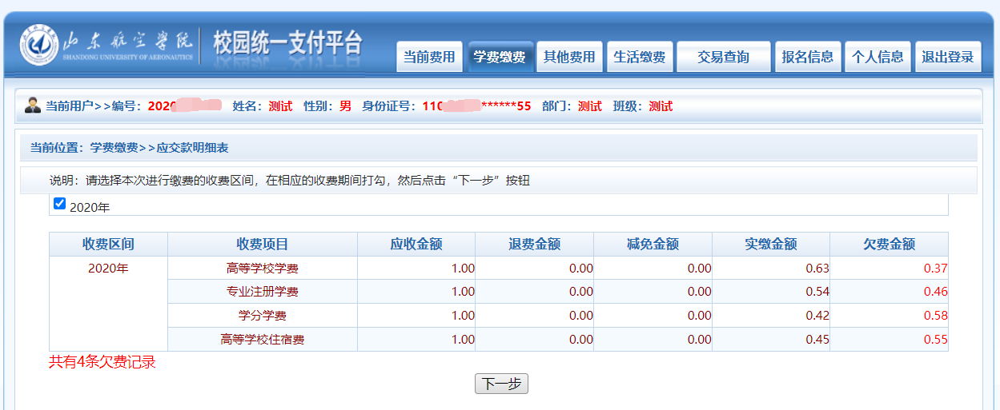 山东航空学院 校园统一支付平台
SHANDONG UNIVERSITY OF AERONAUTICS
当前费用 学费缴费 其他费用 生活缴费 交易查询 报名信息 个人信息 退出登录
当前用户>>编号：2020 姓名：测试 性别：男 身份证号：110 ******55 部门：测试 班级：测试
当前位置：学费缴费>>应交款明细表
说明：请选择本次进行缴费的收费区间，在相应的收费期间打勾，然后点击“下一步”按钮
2020年
收费区间 收费项目 应收金额 退费金额 减免金额 实缴金额 欠费金额
2020年 高等学校学费 1.00 0.00 0.00 0.63 0.37
专业注册学费 1.00 0.00 0.00 0.54 0.46
学分学费 1.00 0.00 0.00 0.42 0.58
高等学校住宿费 1.00 0.00 0.00 0.45 0.55
共有4条欠费记录
下一步